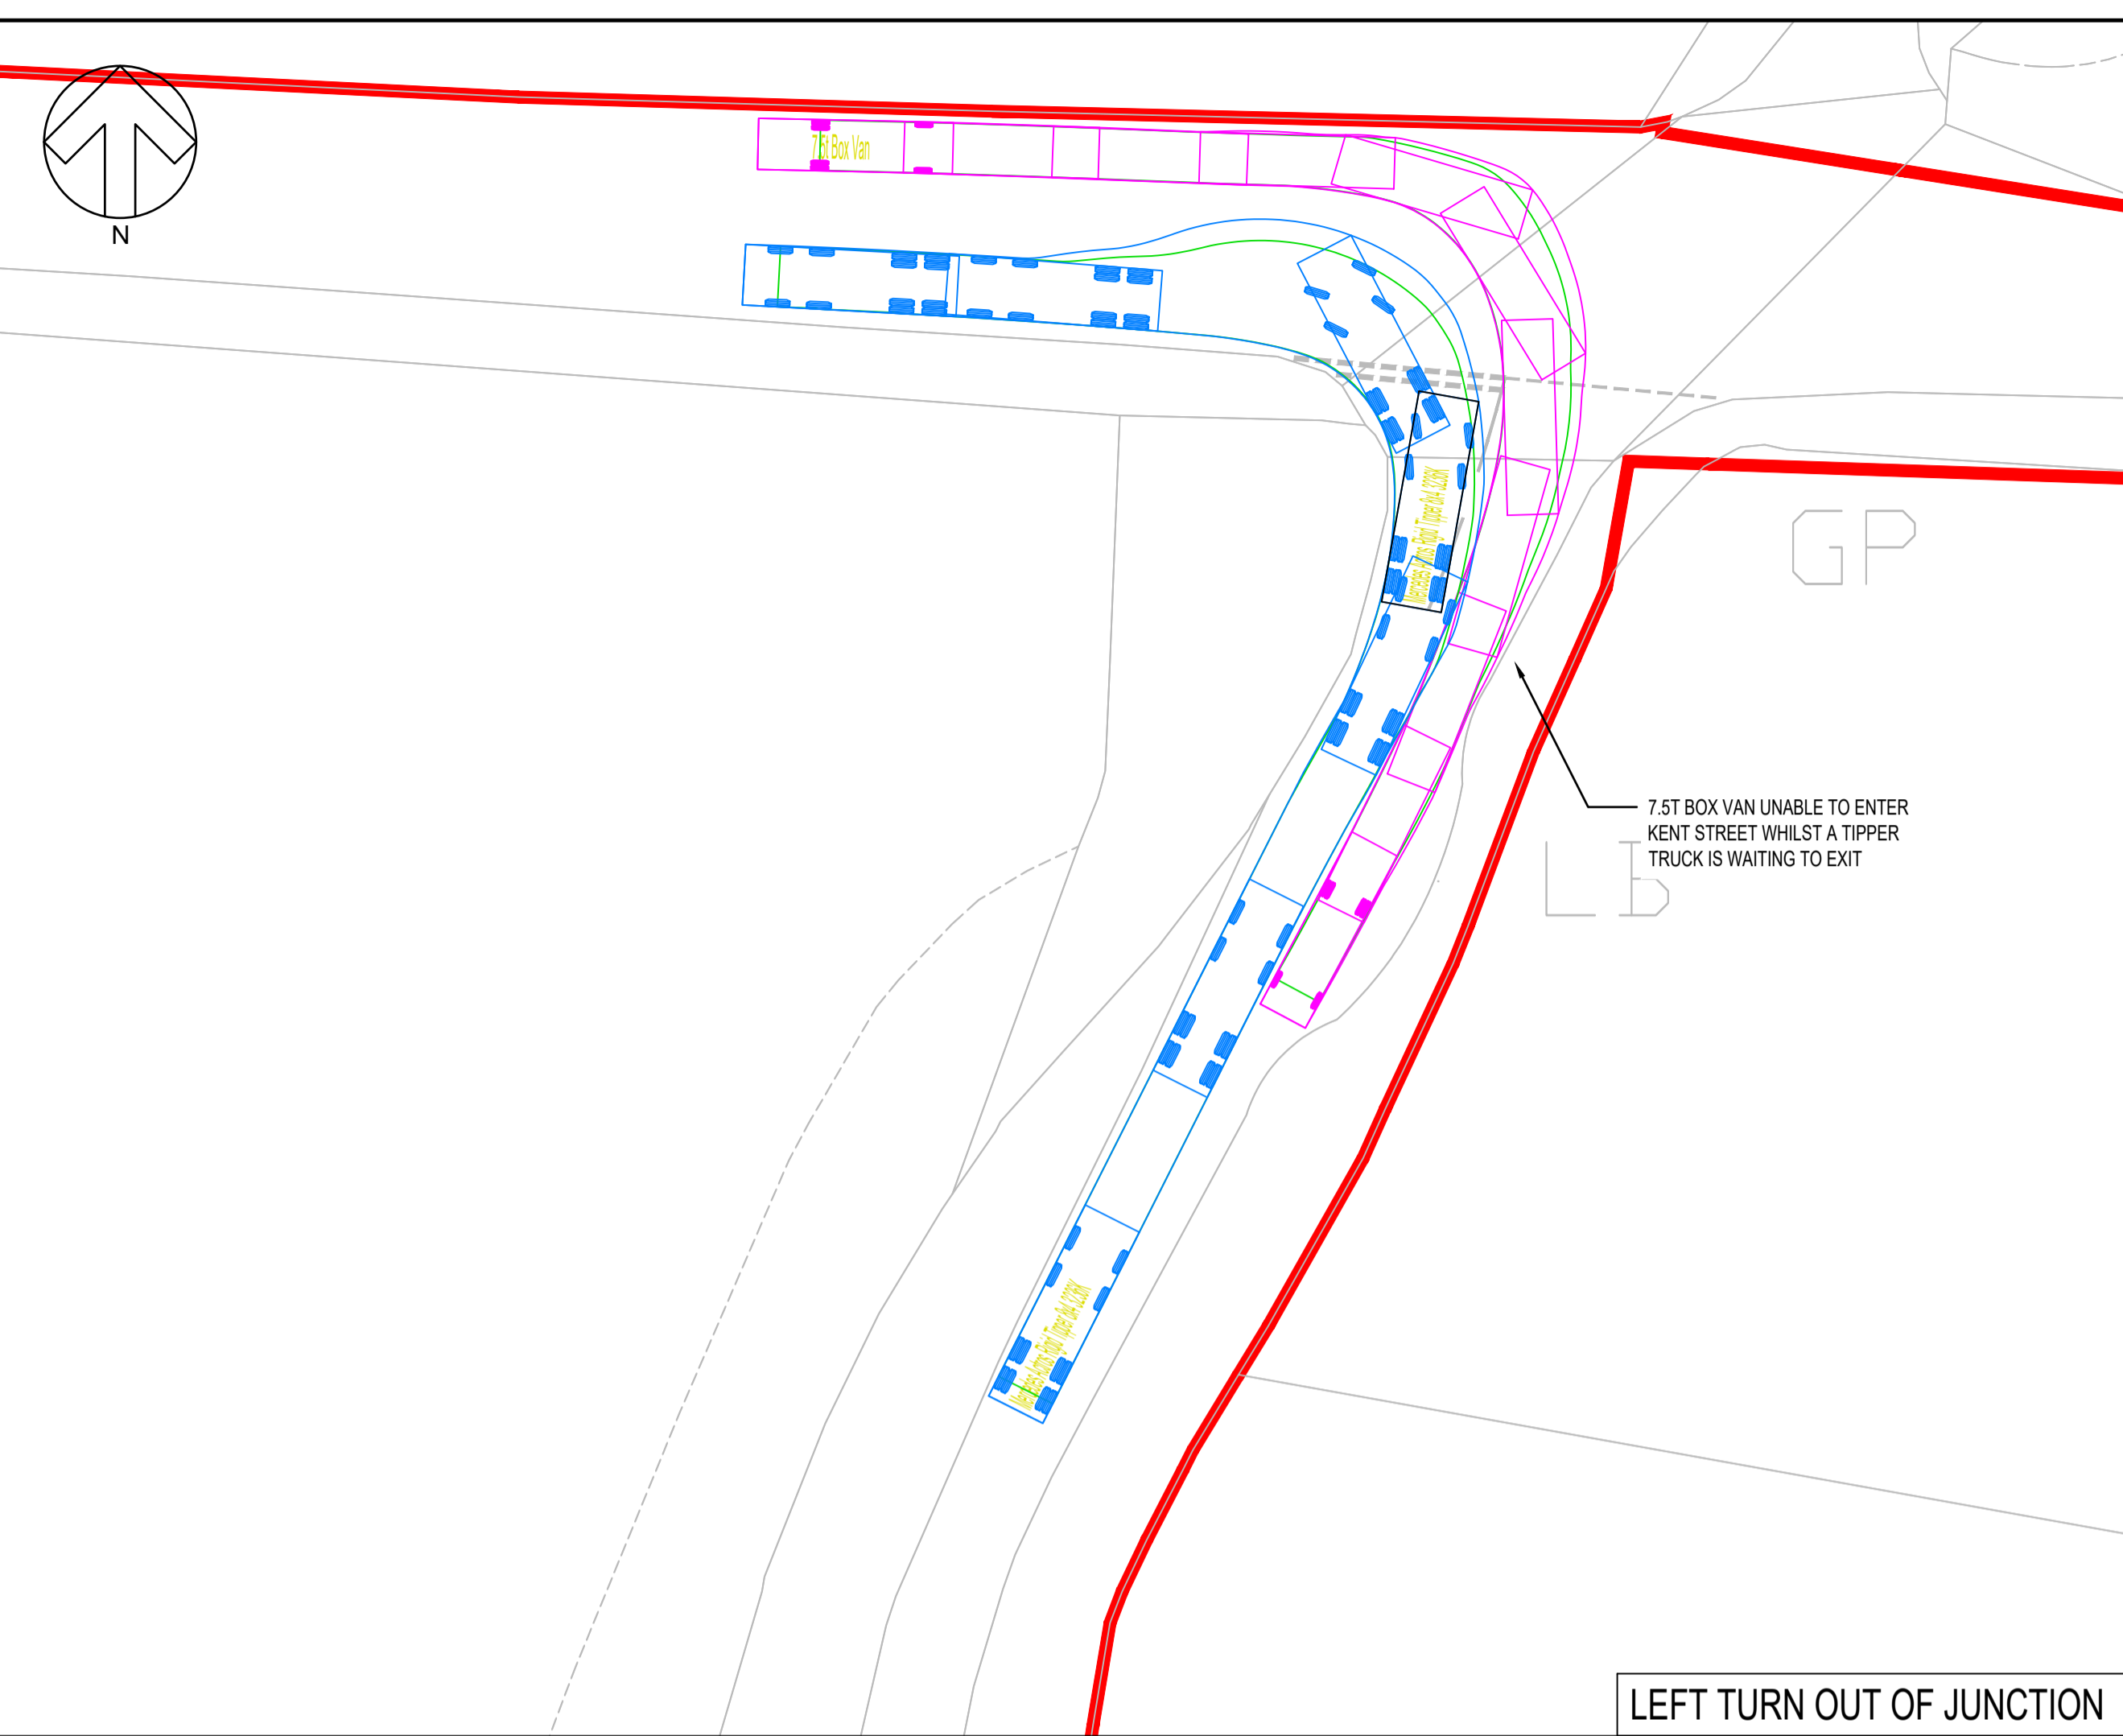 N
7.5t Box Van
GP
7.5T BOX VAN UNABLE TO ENTER
KENT STREET WHILST A TIPPER
TRUCK IS WAITING TO EXIT
LB
LEFT TURN OUT OF JUNCTION